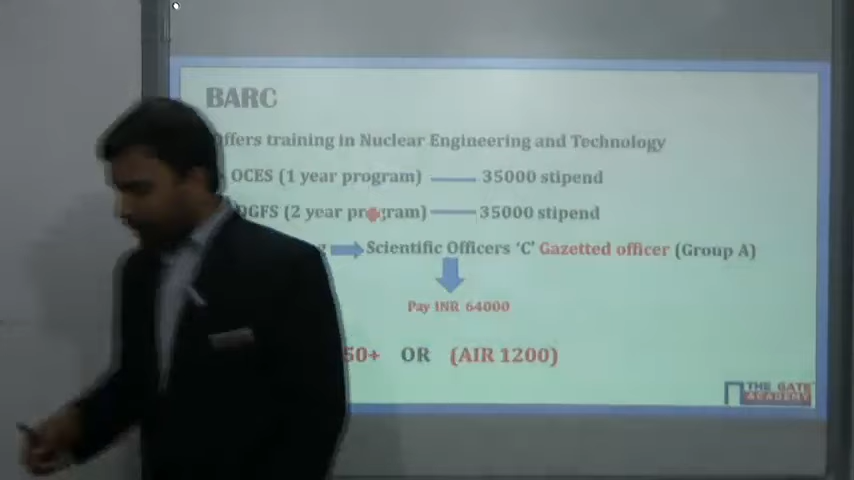 BARC
ffers training in Nuclear Engineering and Technology
OCES (1 year program) 35000 stipend
DGFS (2 year program) 35000 stipend
g Scientific Officers ‘C’ Gazetted officer (Group A)
Pay INR 64000
50+ OR (AIR 1200)
THE GATE
ACADEMY